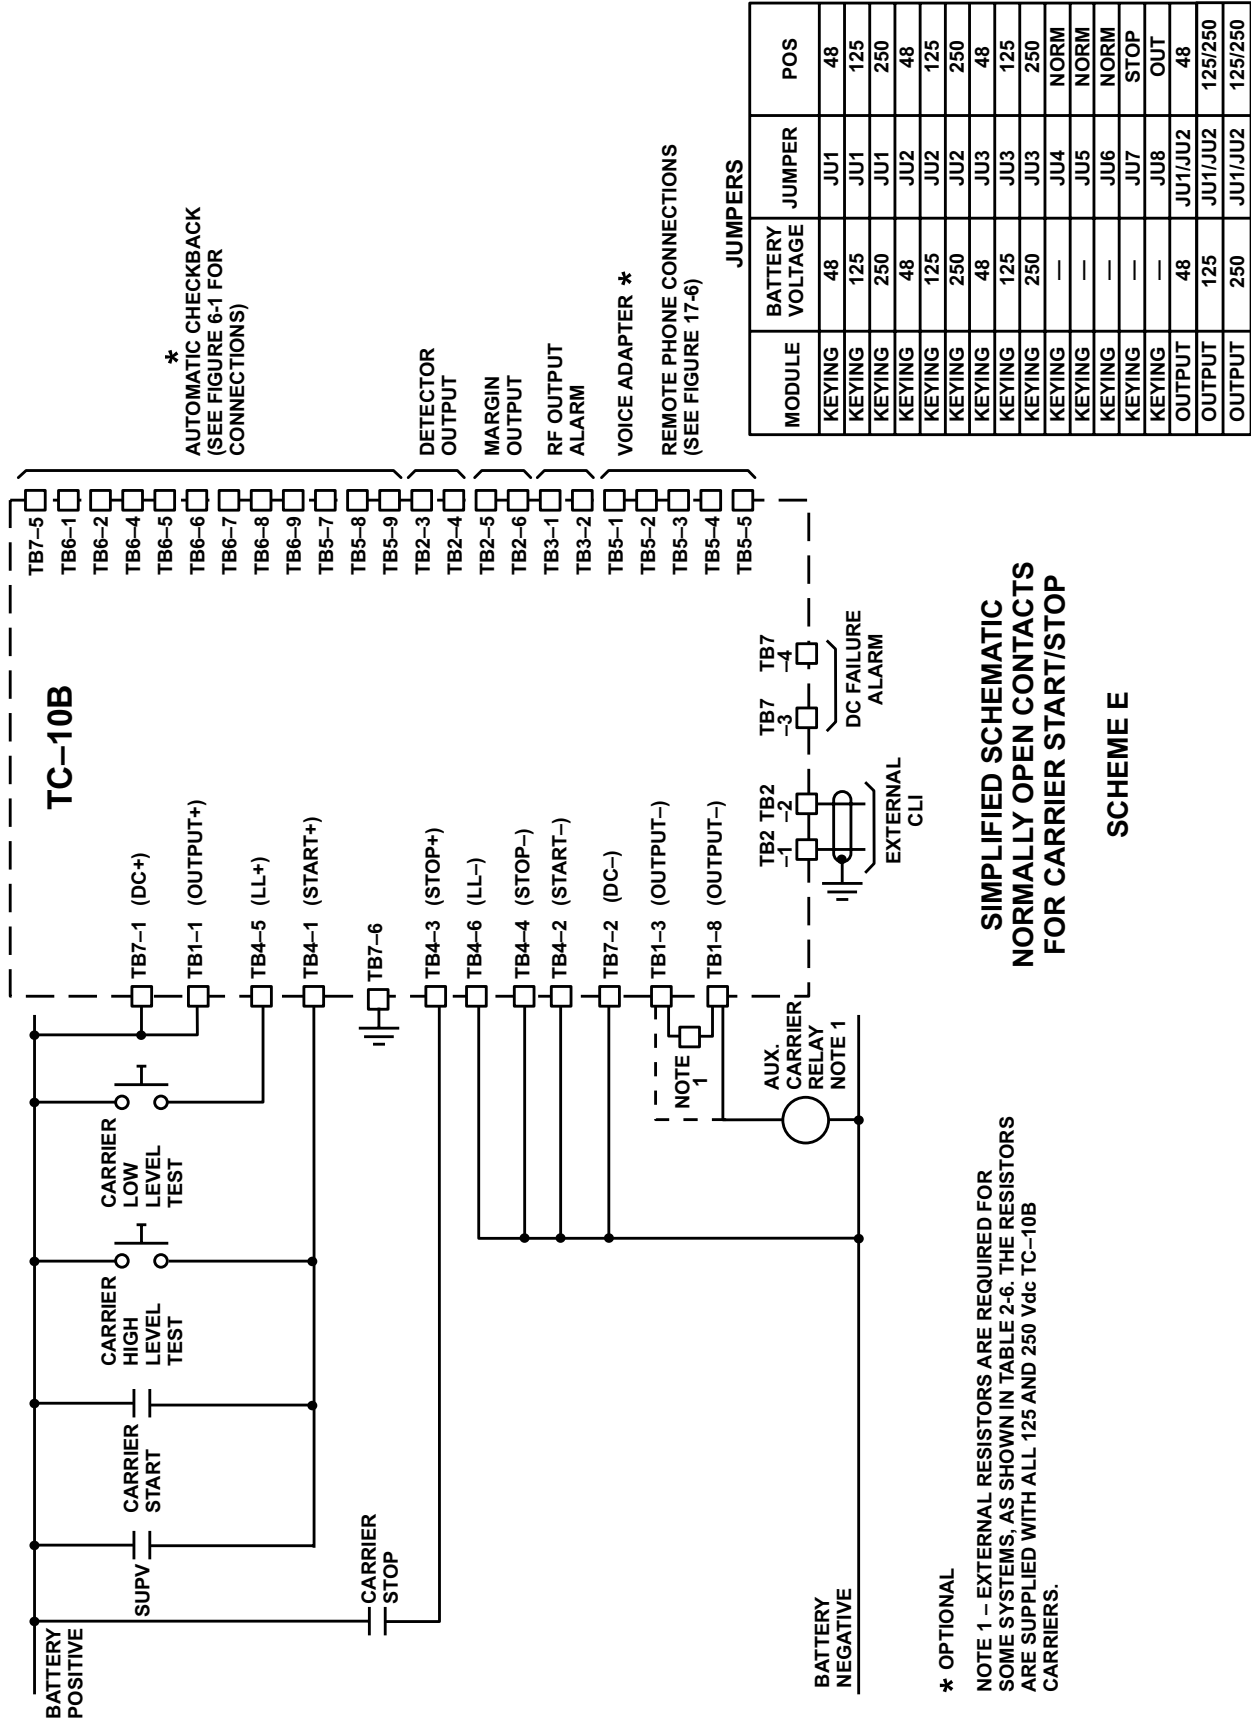 BATTERY
POSITIVE
SUPV
CARRIER
START
CARRIER
HIGH
LEVEL
TEST
CARRIER
LOW
LEVEL
TEST
CARRIER
STOP
BATTERY
NEGATIVE
TC–10B
TB7–1 (DC+)
TB1–1 (OUTPUT+)
TB4–5 (LL+)
TB4–1 (START+)
TB7–6
TB4–3 (STOP+)
TB4–6 (LL–)
TB4–4 (STOP–)
TB4–2 (START–)
TB7–2 (DC–)
TB1–3 (OUTPUT–)
TB1–8 (OUTPUT–)
NOTE
1
AUX.
CARRIER
RELAY
NOTE 1
TB2
–1
TB2
–2
EXTERNAL
CLI
TB7
–3
TB7
–4
DC FAILURE
ALARM
TB7–5
TB6–1
TB6–2
TB6–4
TB6–5
TB6–6
TB6–7
TB6–8
TB6–9
TB5–7
TB5–8
TB5–9
TB2–3
TB2–4
TB2–5
TB2–6
TB3–1
TB3–2
TB5–1
TB5–2
TB5–3
TB5–4
TB5–5
*
AUTOMATIC CHECKBACK
(SEE FIGURE 6-1 FOR
CONNECTIONS)
DETECTOR
OUTPUT
MARGIN
OUTPUT
RF OUTPUT
ALARM
VOICE ADAPTER *
REMOTE PHONE CONNECTIONS
(SEE FIGURE 17-6)
* OPTIONAL
NOTE 1 – EXTERNAL RESISTORS ARE REQUIRED FOR
SOME SYSTEMS, AS SHOWN IN TABLE 2-6. THE RESISTORS
ARE SUPPLIED WITH ALL 125 AND 250 Vdc TC–10B
CARRIERS.
SIMPLIFIED SCHEMATIC
NORMALLY OPEN CONTACTS
FOR CARRIER START/STOP
SCHEME E
JUMPERS
MODULE BATTERY VOLTAGE JUMPER POS
KEYING 48 JU1 48
KEYING 125 JU1 125
KEYING 250 JU1 250
KEYING 48 JU2 48
KEYING 125 JU2 125
KEYING 250 JU2 250
KEYING 48 JU3 48
KEYING 125 JU3 125
KEYING 250 JU3 250
KEYING — JU4 NORM
KEYING — JU5 NORM
KEYING — JU6 NORM
KEYING — JU7 STOP
KEYING — JU8 OUT
OUTPUT 48 JU1/JU2 48
OUTPUT 125 JU1/JU2 125/250
OUTPUT 250 JU1/JU2 125/250